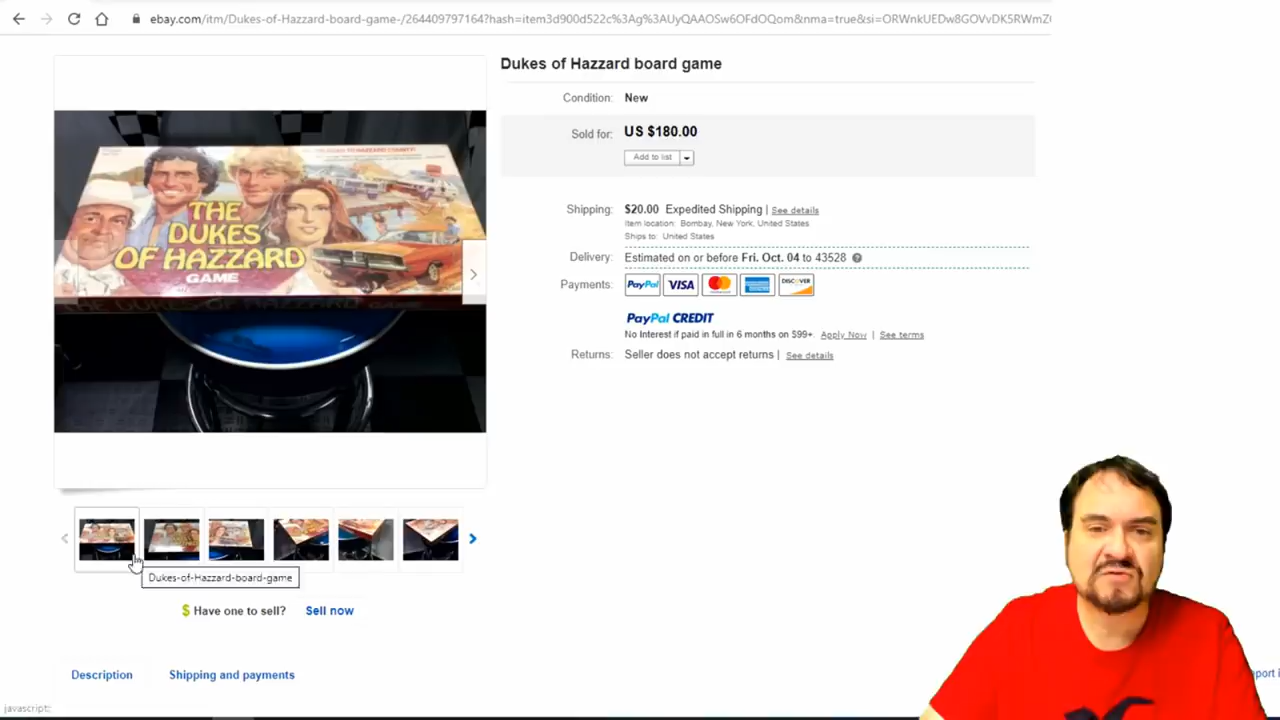 ebay.com/itm/Dukes-of-Hazzard-board-game-/264409797164?hash=item3d900d522c%3Ag%3AUyQAAOSw6OFdOQom&nma=true&si=ORWnkUEDw8GOVvDK5RWmZ
Dukes of Hazzard board game
Condition: New
Sold for: US $180.00
Add to list
Shipping: $20.00 Expedited Shipping | See details
Item location: Bombay, New York, United States
Ships to: United States
Delivery: Estimated on or before Fri. Oct. 04 to 43528
Payments: PayPal VISA MasterCard AMERICAN EXPRESS DISCOVER
PayPal CREDIT
No Interest if paid in full in 6 months on $99+. Apply Now | See terms
Returns: Seller does not accept returns | See details
THE
DUKES
OF HAZZARD
GAME
Dukes-of-Hazzard-board-game
$ Have one to sell? Sell now
Description Shipping and payments
javascript: